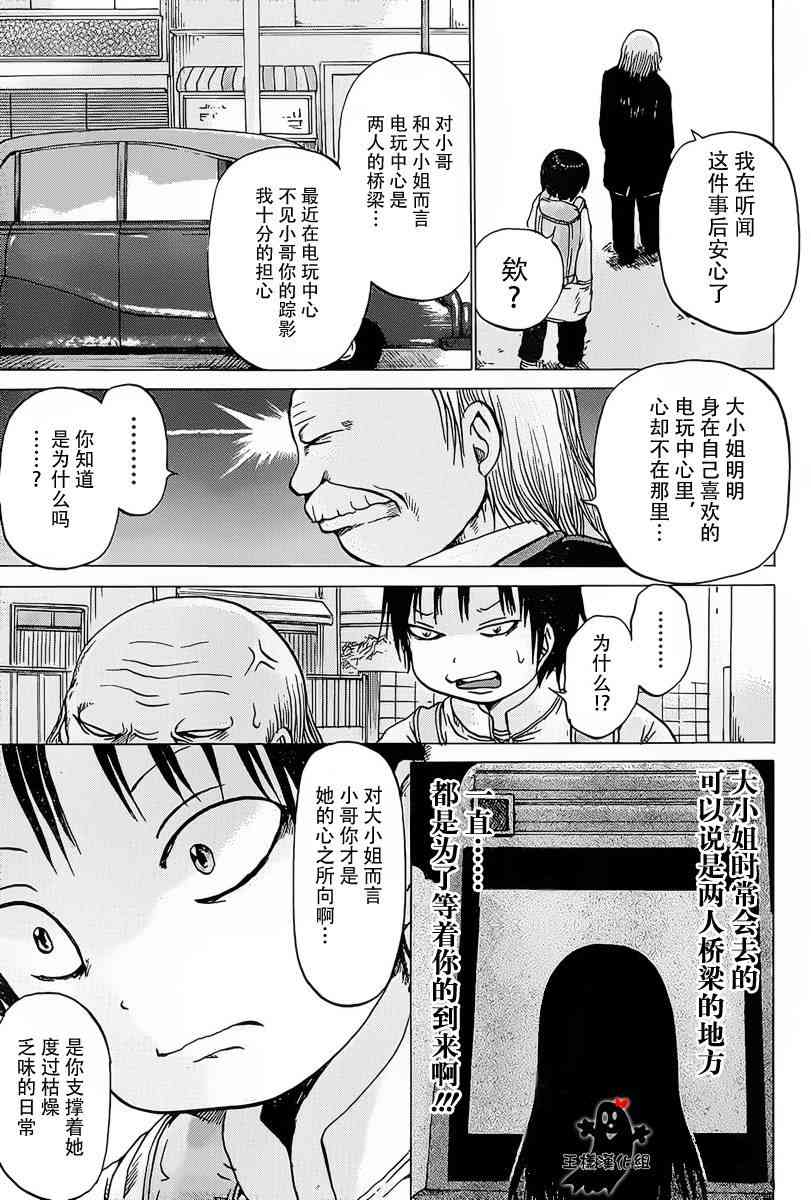 我在听闻
这件事后安心了
欸?
对小哥
和大小姐而言
电玩中心是
两人的桥梁…
最近在电玩中心
不见小哥你的踪影
我十分的担心
大小姐明明
身在自己喜欢的
电玩中心里,
心却不在那里…
………
你知道
是为什么吗
……?
………
为什么!?
大小姐时常会去的
可以说是两人桥梁的地方
一直……
都是为了等着你的到来啊!!!
对大小姐而言
小哥你才是
她的心之所向啊…
是你支撑着她
度过枯燥
乏味的日常
王様漢化组